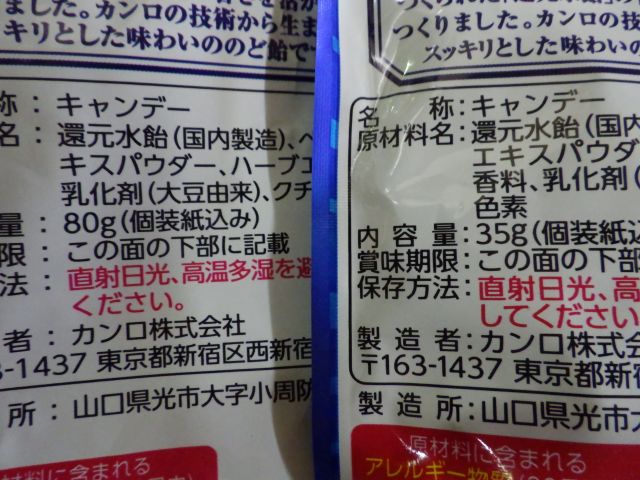 ました。カンロの技術から生ま
ッキリとした味わいののど飴で
称：キャンデー
名：還元水飴（国内製造）、ヘ
キスパウダー、ハーブエ
乳化剤（大豆由来）、クチ
量：80g（個装紙込み）
限：この面の下部に記載
法：直射日光、高温多湿を避
ください。
者：カンロ株式会社
3-1437 東京都新宿区西新宿
所：山口県光市大字小周防
材料に含まれる
つくりました。カンロの技
スッキリとした味わい
名　　称：キャンデー
原材料名：還元水飴（国内
エキスパウダ
香料、乳化剤（
色素
内 容 量：35g（個装紙込
賞味期限：この面の下部
保存方法：直射日光、高
してください。
製 造 者：カンロ株式会
〒163-1437 東京都新宿
製 造 所：山口県光市大
原材料に含まれる
アレルギー物質